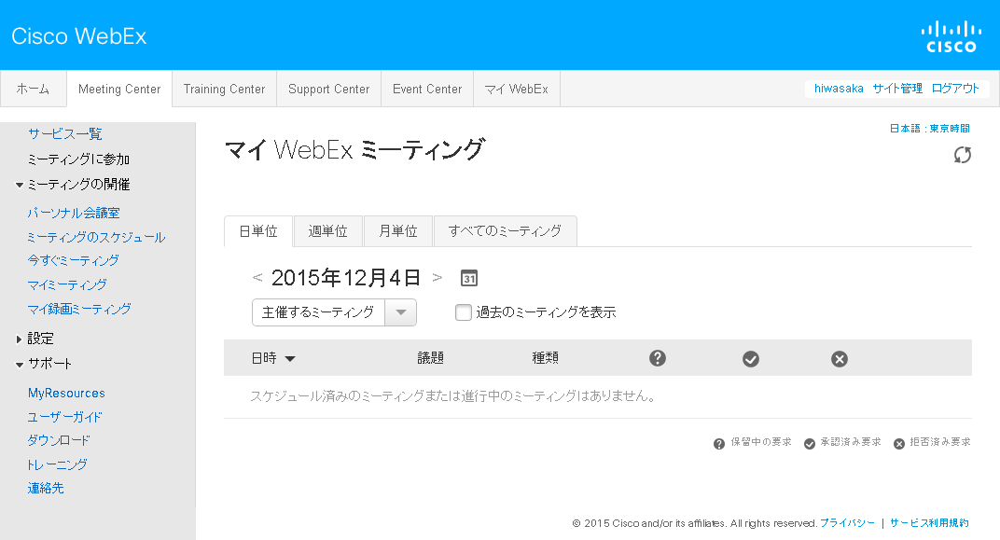 Cisco WebEx
CISCO
ホーム Meeting Center Training Center Support Center Event Center マイ WebEx hiwasaka サイト管理 ログアウト
サービス一覧
ミーティングに参加
ミーティングの開催
パーソナル会議室
ミーティングのスケジュール
今すぐミーティング
マイミーティング
マイ録画ミーティング
設定
サポート
MyResources
ユーザーガイド
ダウンロード
トレーニング
連絡先
日本語 : 東京時間
マイ WebEx ミーティング
日単位 週単位 月単位 すべてのミーティング
< 2015年12月4日 > 31
主催するミーティング 過去のミーティングを表示
日時 議題 種類
スケジュール済みのミーティングまたは進行中のミーティングはありません。
保留中の要求 承認済み要求 拒否済み要求
© 2015 Cisco and/or its affiliates. All rights reserved. プライバシー | サービス利用規約